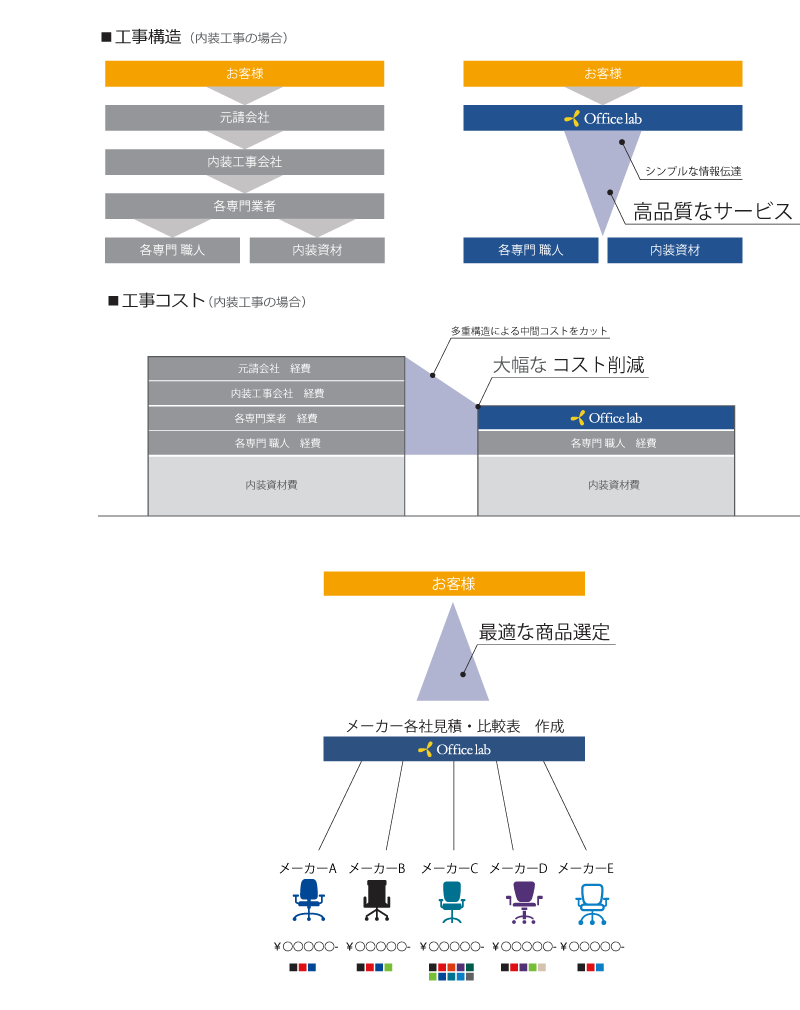 ■ 工事構造（内装工事の場合）
お客様
元請会社
内装工事会社
各専門業者
各専門 職人
内装資材
お客様
Office lab
シンプルな情報伝達
高品質なサービス
各専門 職人
内装資材
■ 工事コスト（内装工事の場合）
多重構造による中間コストをカット
大幅な コスト削減
元請会社　経費
内装工事会社　経費
各専門業者　経費
各専門 職人　経費
内装資材費
Office lab
各専門 職人　経費
内装資材費
お客様
最適な商品選定
メーカー各社見積・比較表　作成
Office lab
メーカーA メーカーB メーカーC メーカーD メーカーE
¥○○○○○- ¥○○○○○- ¥○○○○○- ¥○○○○○- ¥○○○○○-